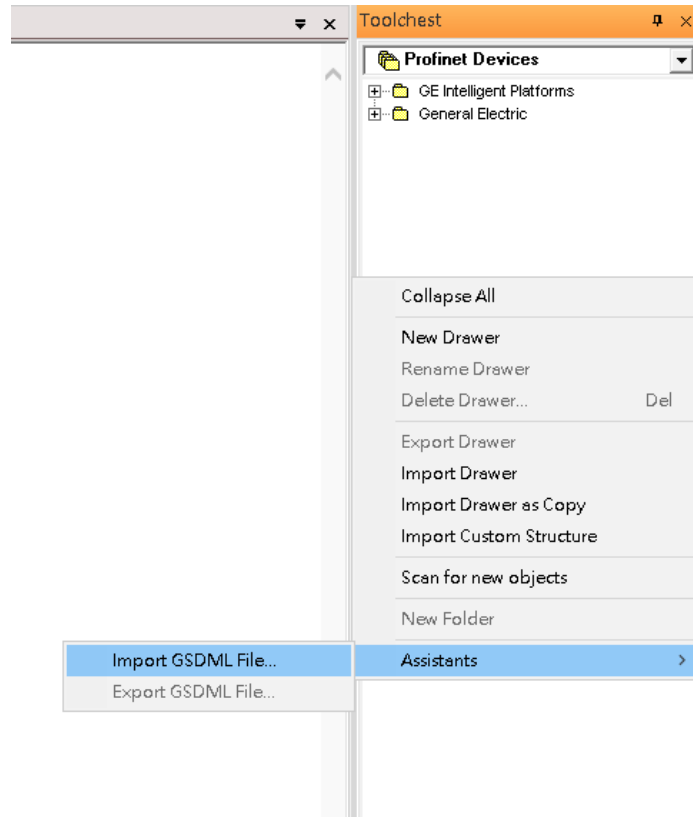 Toolchest
Profinet Devices
GE Intelligent Platforms
General Electric
Collapse All
New Drawer
Rename Drawer
Delete Drawer... Del
Export Drawer
Import Drawer
Import Drawer as Copy
Import Custom Structure
Scan for new objects
New Folder
Assistants
Import GSDML File...
Export GSDML File...